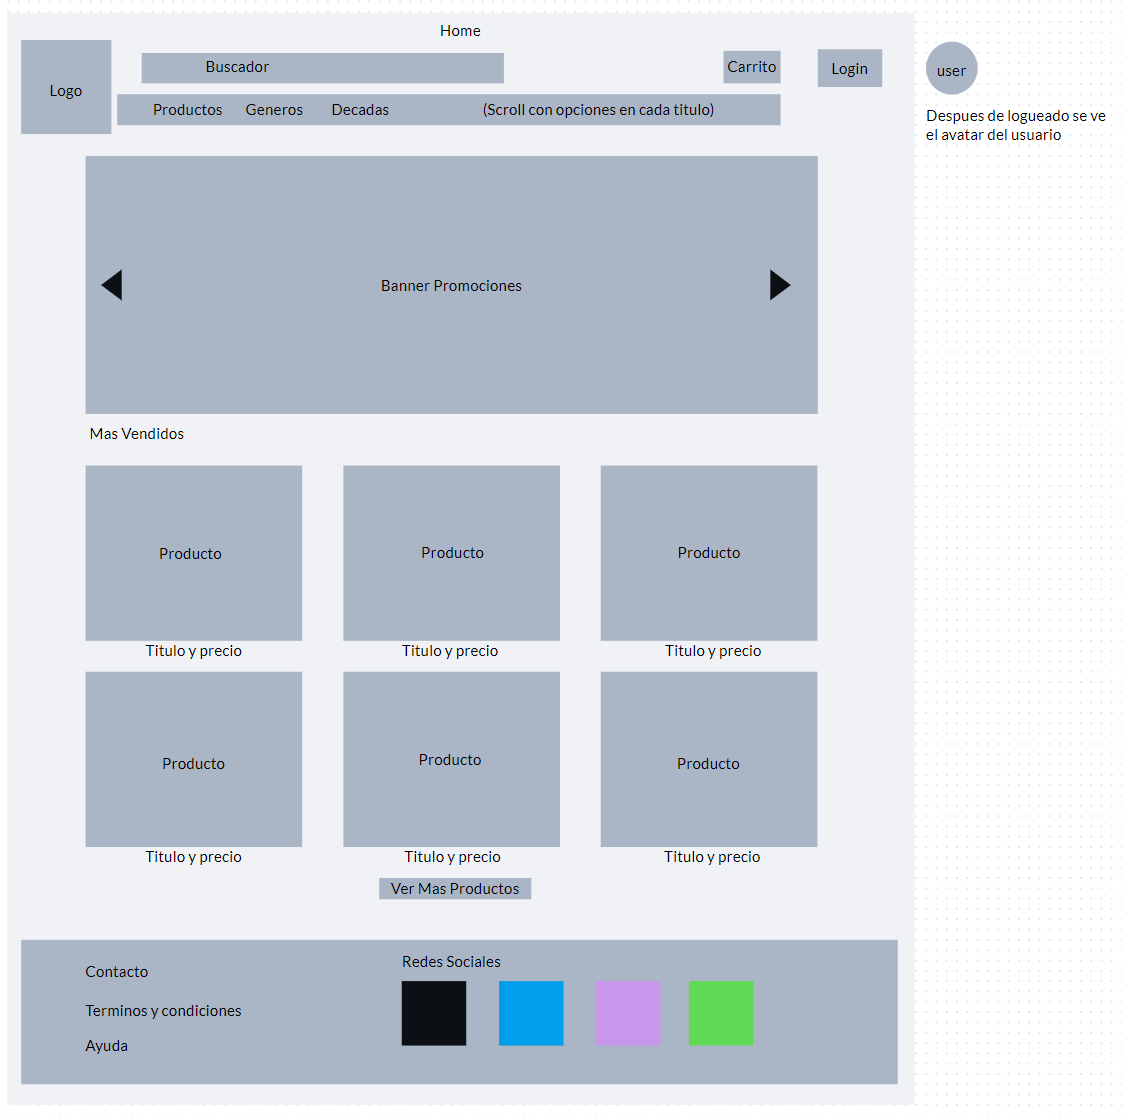 Home
Logo
Buscador
Carrito
Login
user
Productos
Generos
Decadas
(Scroll con opciones en cada titulo)
Despues de logueado se ve
el avatar del usuario
Banner Promociones
Mas Vendidos
Producto
Producto
Producto
Titulo y precio
Titulo y precio
Titulo y precio
Producto
Producto
Producto
Titulo y precio
Titulo y precio
Titulo y precio
Ver Mas Productos
Contacto
Terminos y condiciones
Ayuda
Redes Sociales